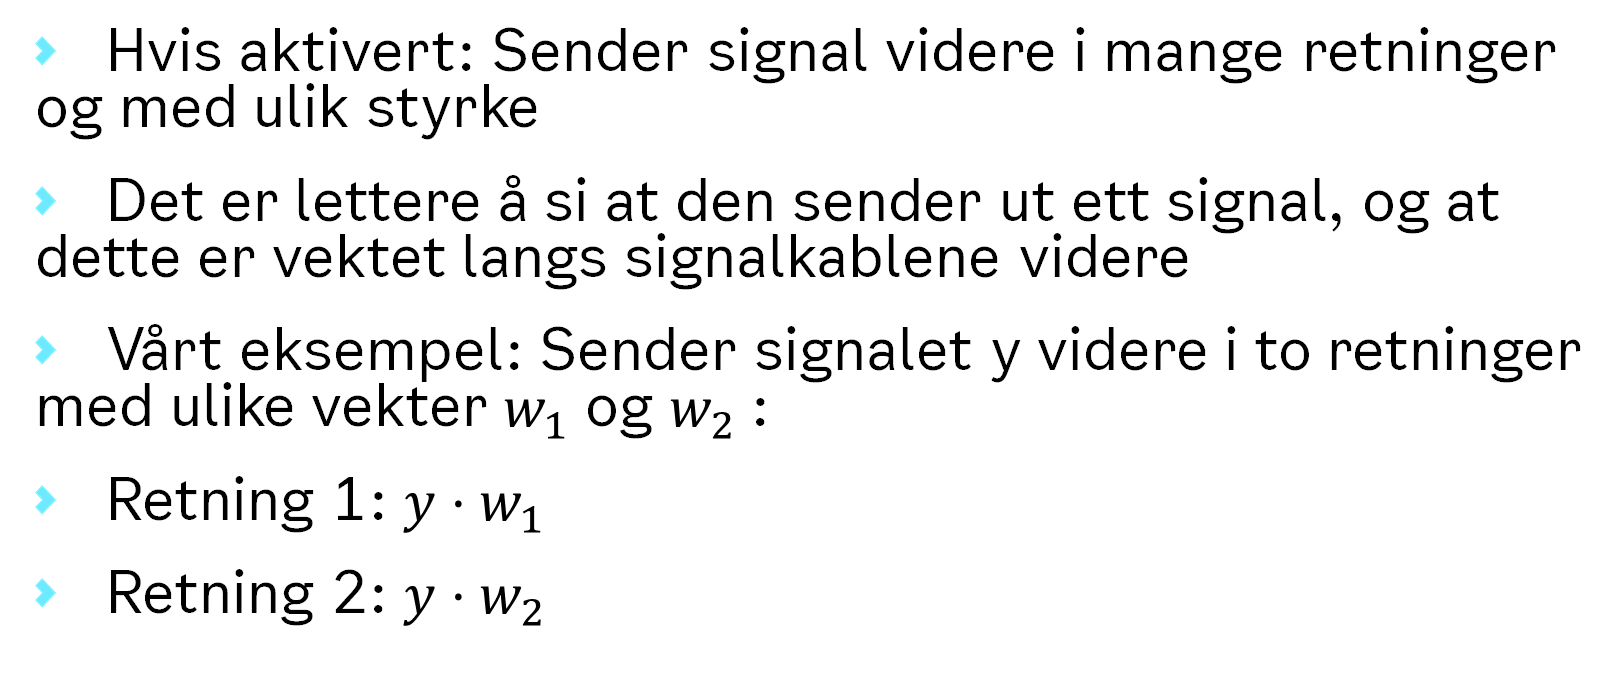 Hvis aktivert: Sender signal videre i mange retninger
og med ulik styrke
Det er lettere å si at den sender ut ett signal, og at
dette er vektet langs signalkablene videre
Vårt eksempel: Sender signalet y videre i to retninger
med ulike vekter w₁ og w₂ :
Retning 1: y · w₁
Retning 2: y · w₂